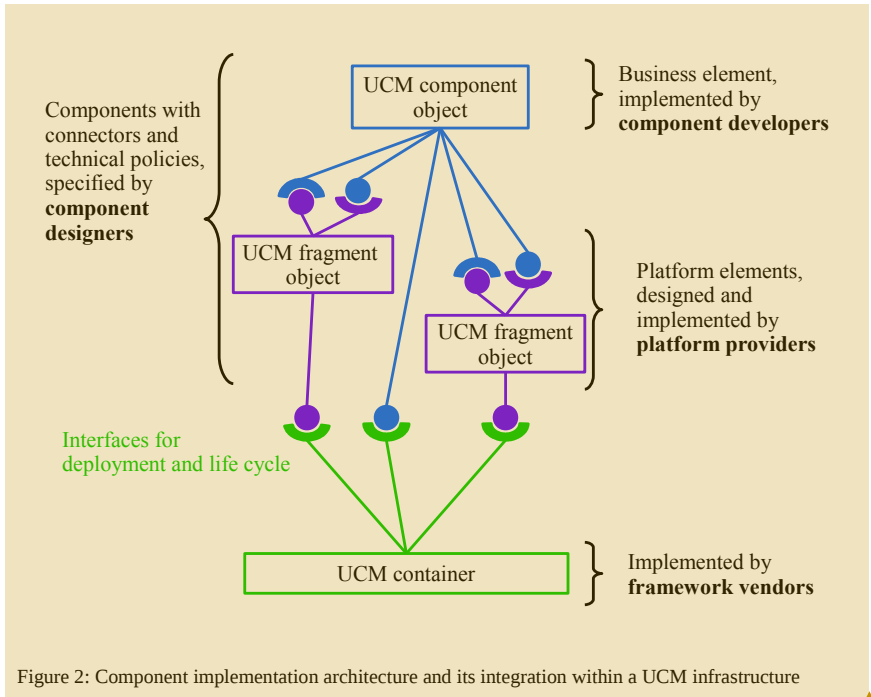 UCM component
object
Business element,
implemented by
component developers
Components with
connectors and
technical policies,
specified by
component
designers
UCM fragment
object
Platform elements,
designed and
implemented by
platform providers
UCM fragment
object
Interfaces for
deployment and life cycle
UCM container
Implemented by
framework vendors
Figure 2: Component implementation architecture and its integration within a UCM infrastructure